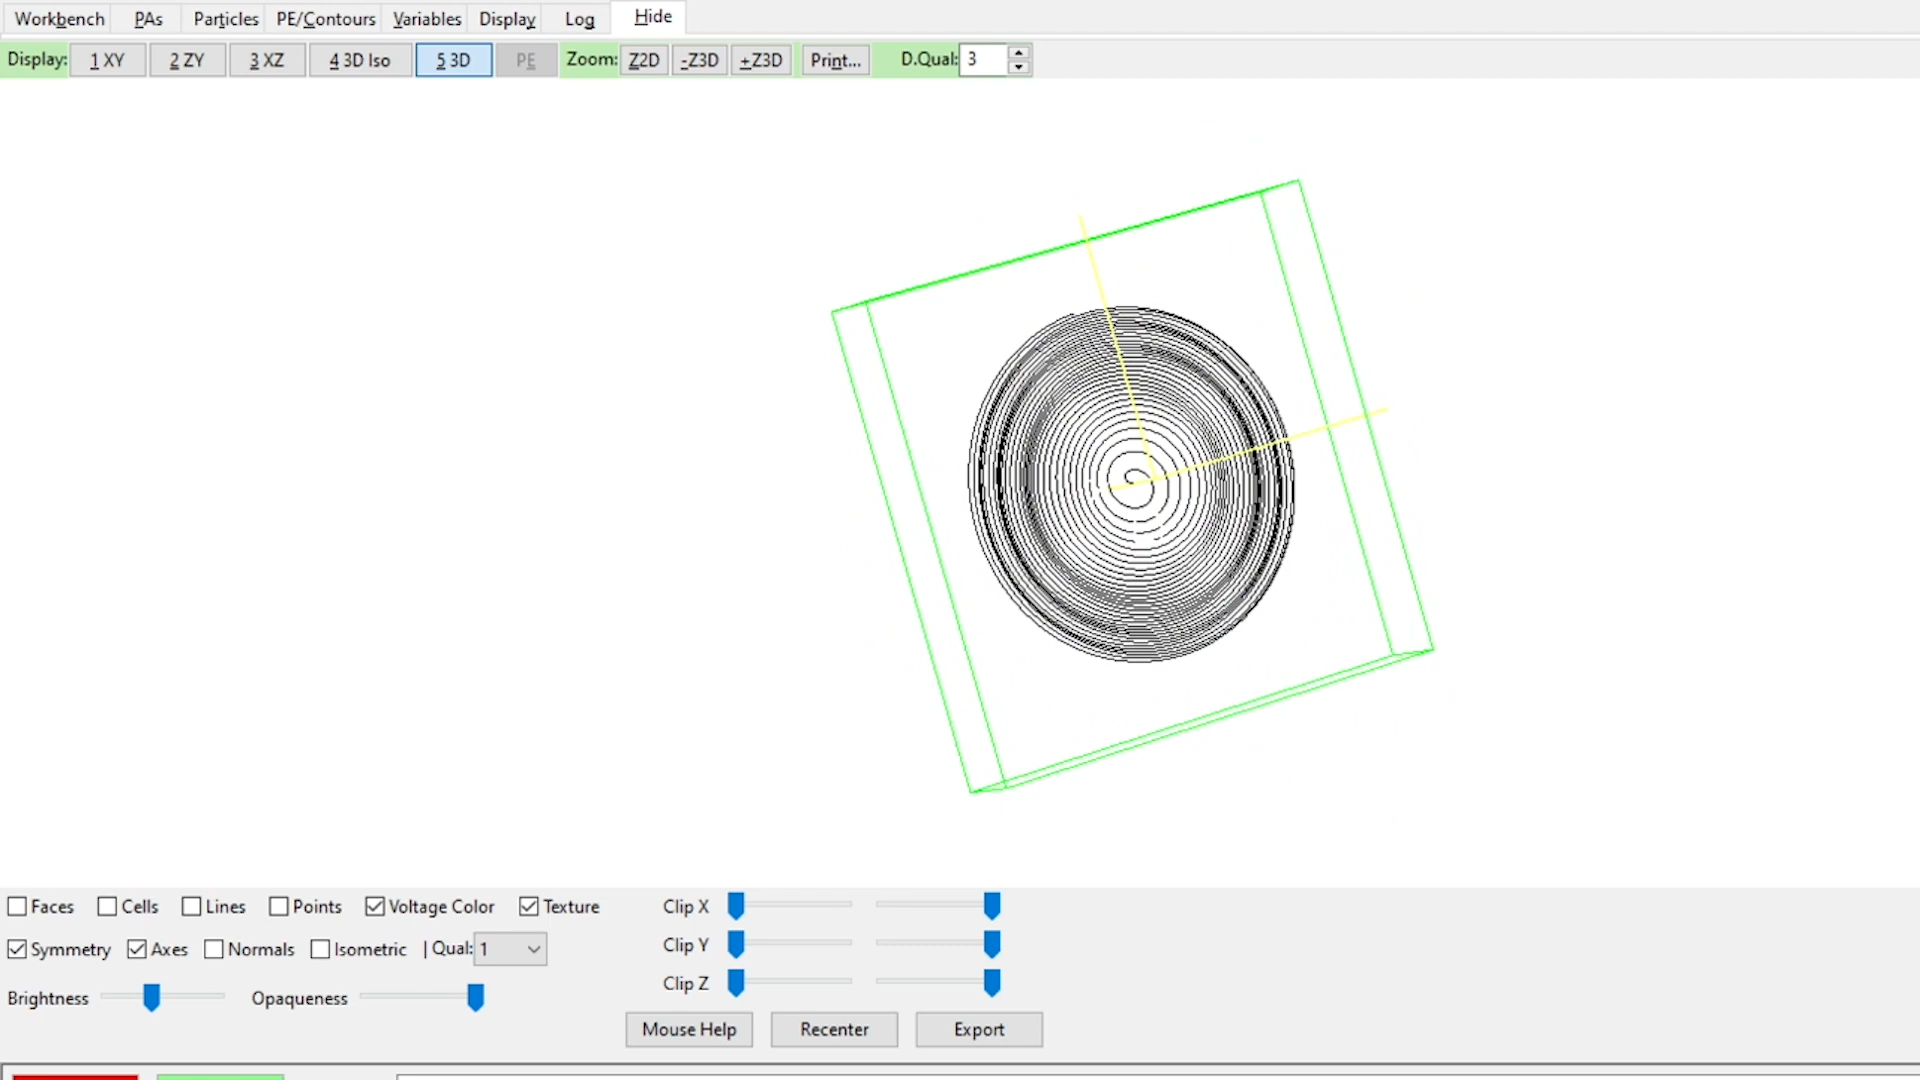 Workbench PAs Particles PE/Contours Variables Display Log Hide
Display: 1 XY 2 ZY 3 XZ 4 3D Iso 5 3D PE Zoom: Z2D -Z3D +Z3D Print... D.Qual: 3
Faces Cells Lines Points Voltage Color Texture Clip X
Symmetry Axes Normals Isometric | Qual: 1 Clip Y
Brightness Opaqueness Clip Z
Mouse Help Recenter Export